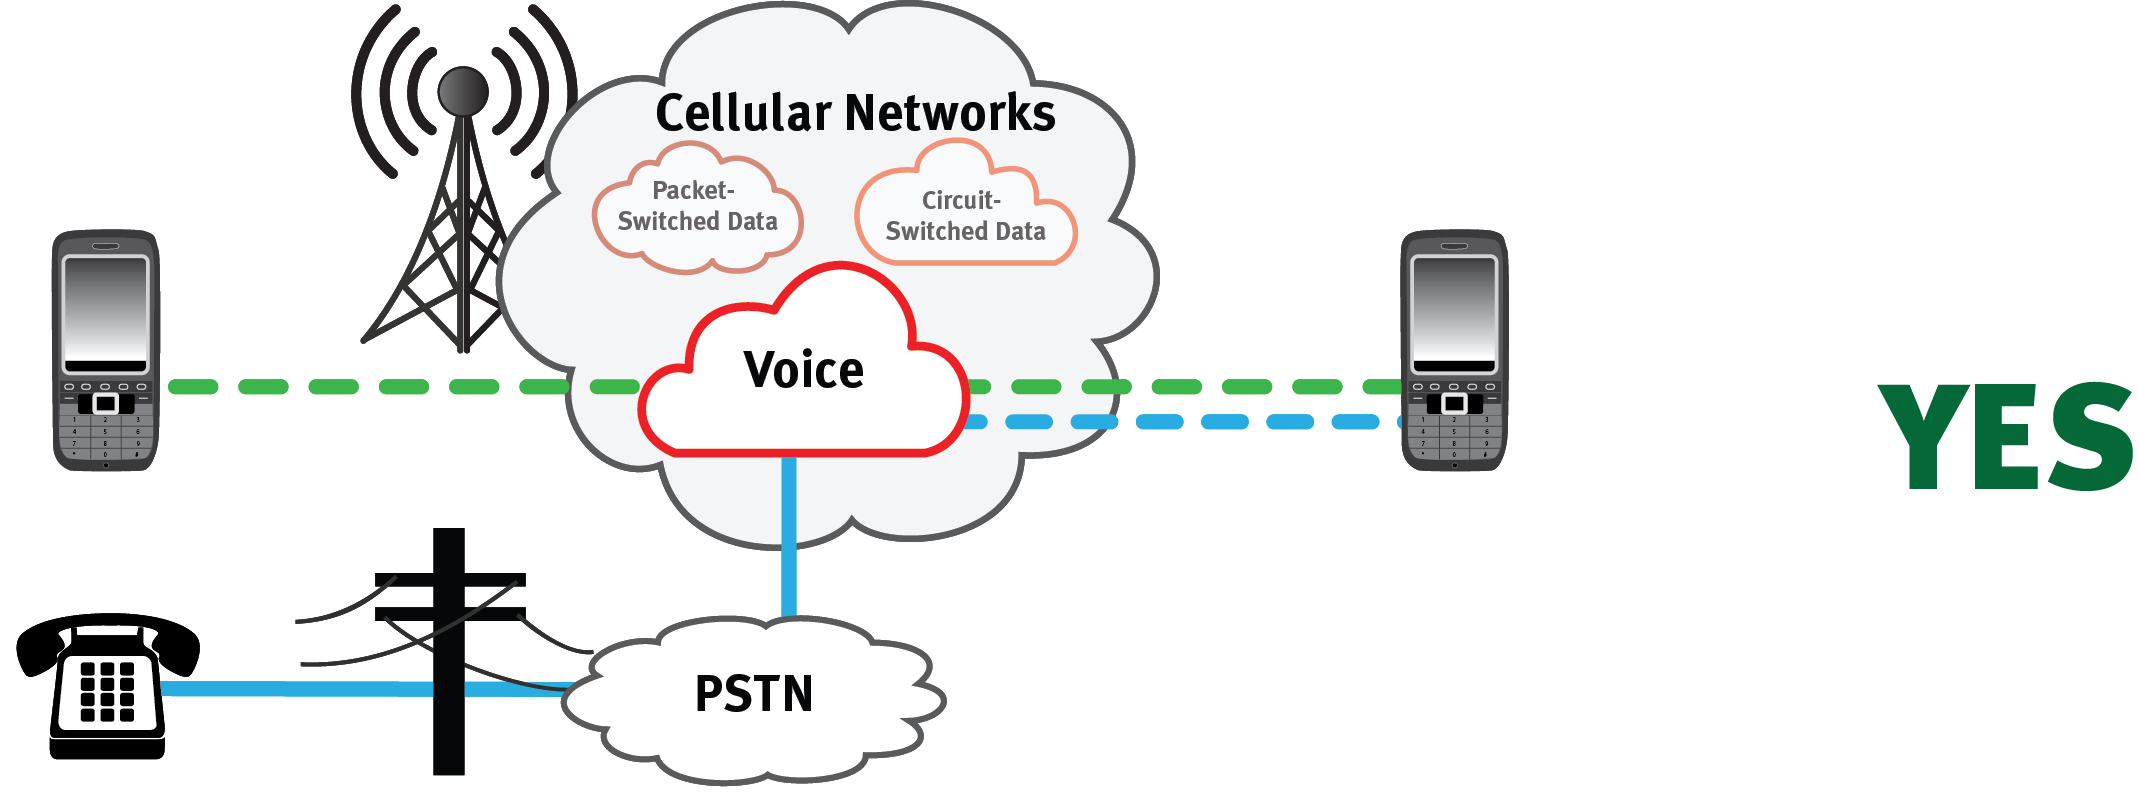 Cellular Networks
Packet-
Switched Data
Circuit-
Switched Data
Voice
YES
PSTN